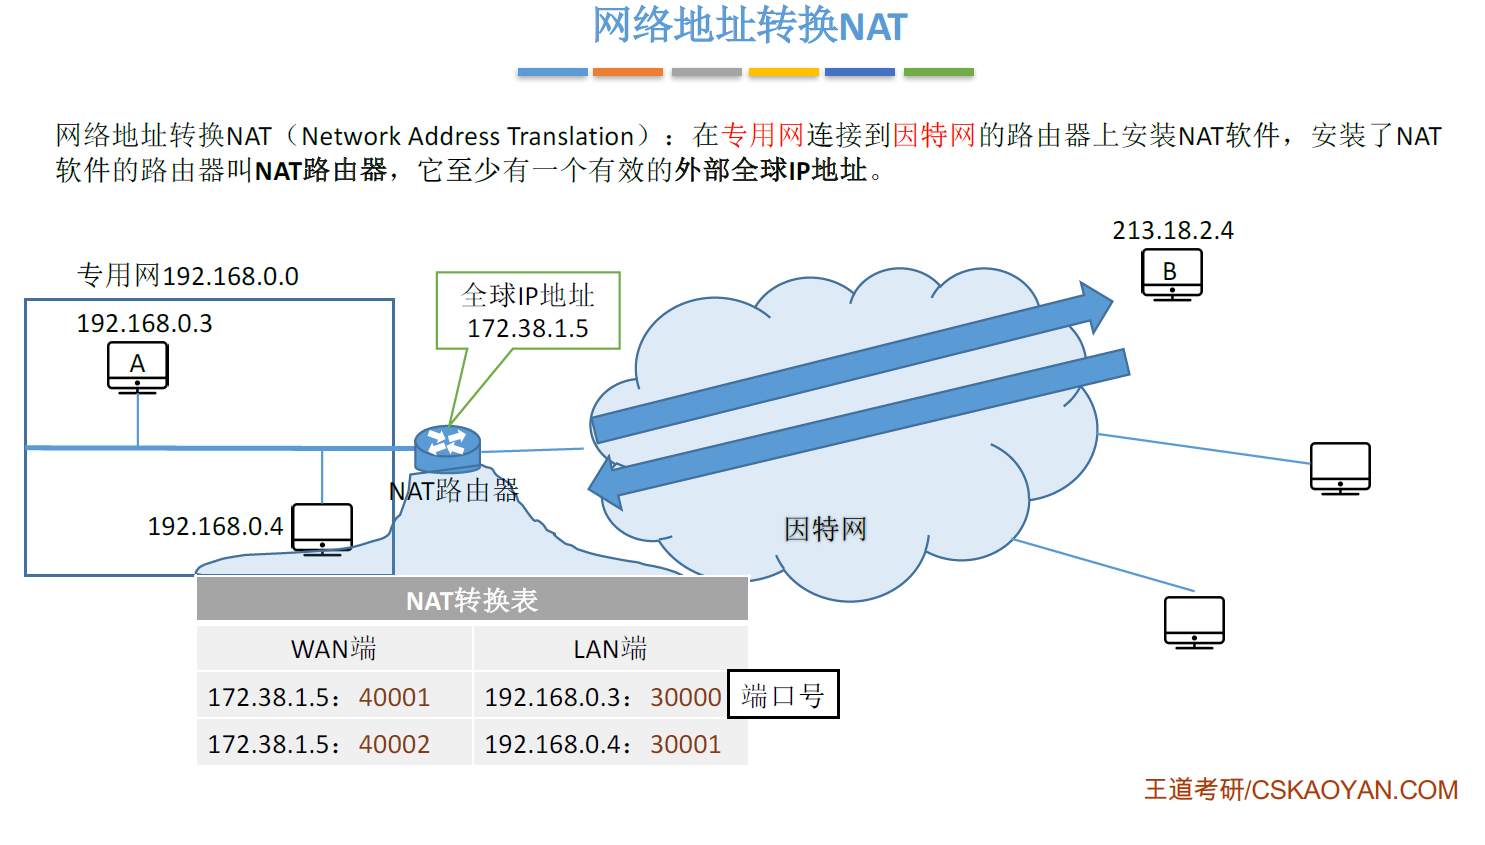 网络地址转换NAT
网络地址转换NAT（Network Address Translation）：在专用网连接到因特网的路由器上安装NAT软件，安装了NAT
软件的路由器叫NAT路由器，它至少有一个有效的外部全球IP地址。
213.18.2.4
B
专用网192.168.0.0
192.168.0.3
A
全球IP地址
172.38.1.5
NAT路由器
192.168.0.4
因特网
NAT转换表
WAN端 LAN端
172.38.1.5：40001 192.168.0.3：30000 端口号
172.38.1.5：40002 192.168.0.4：30001
王道考研/CSKAOYAN.COM